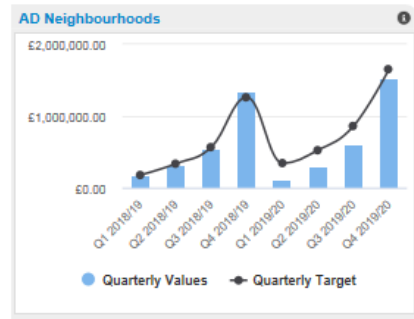 AD Neighbourhoods
£2,000,000.00
£1,000,000.00
£0.00
Q1 2018/19
Q2 2018/19
Q3 2018/19
Q4 2018/19
Q1 2019/20
Q2 2019/20
Q3 2019/20
Q4 2019/20
Quarterly Values Quarterly Target